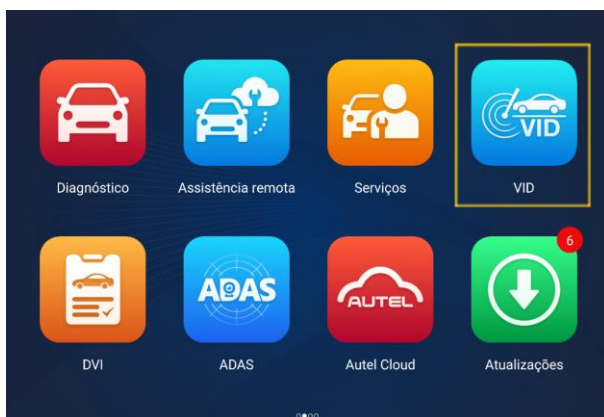 VID
Diagnóstico
Assistência remota
Serviços
VID
6
ADAS
AUTEL
DVI
ADAS
Autel Cloud
Atualizações